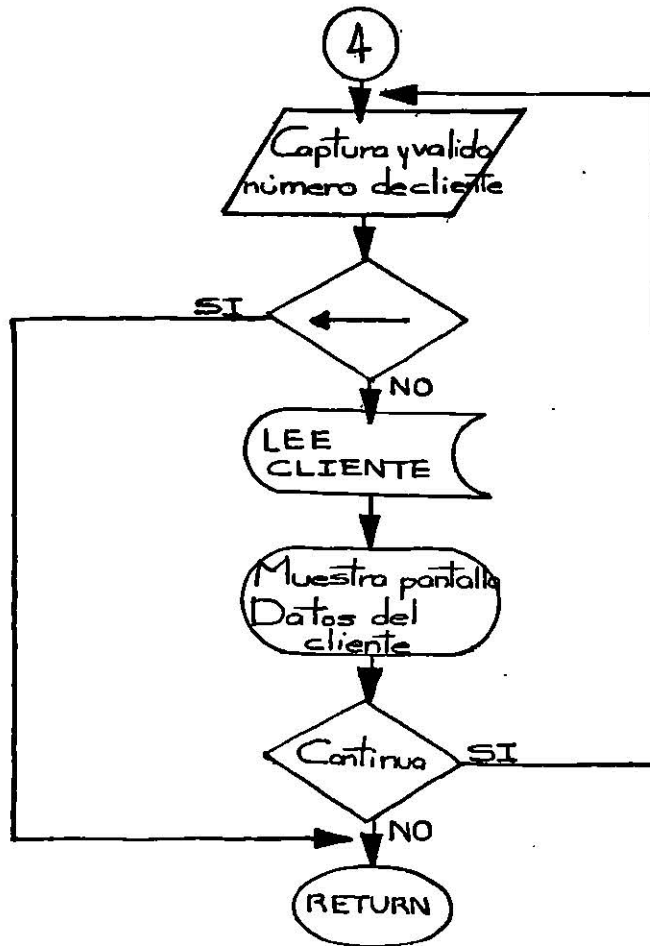 4
Captura y valida
número de cliente
SI
NO
LEE
CLIENTE
Muestra pantalla
Datos del
cliente
Continua
SI
NO
RETURN